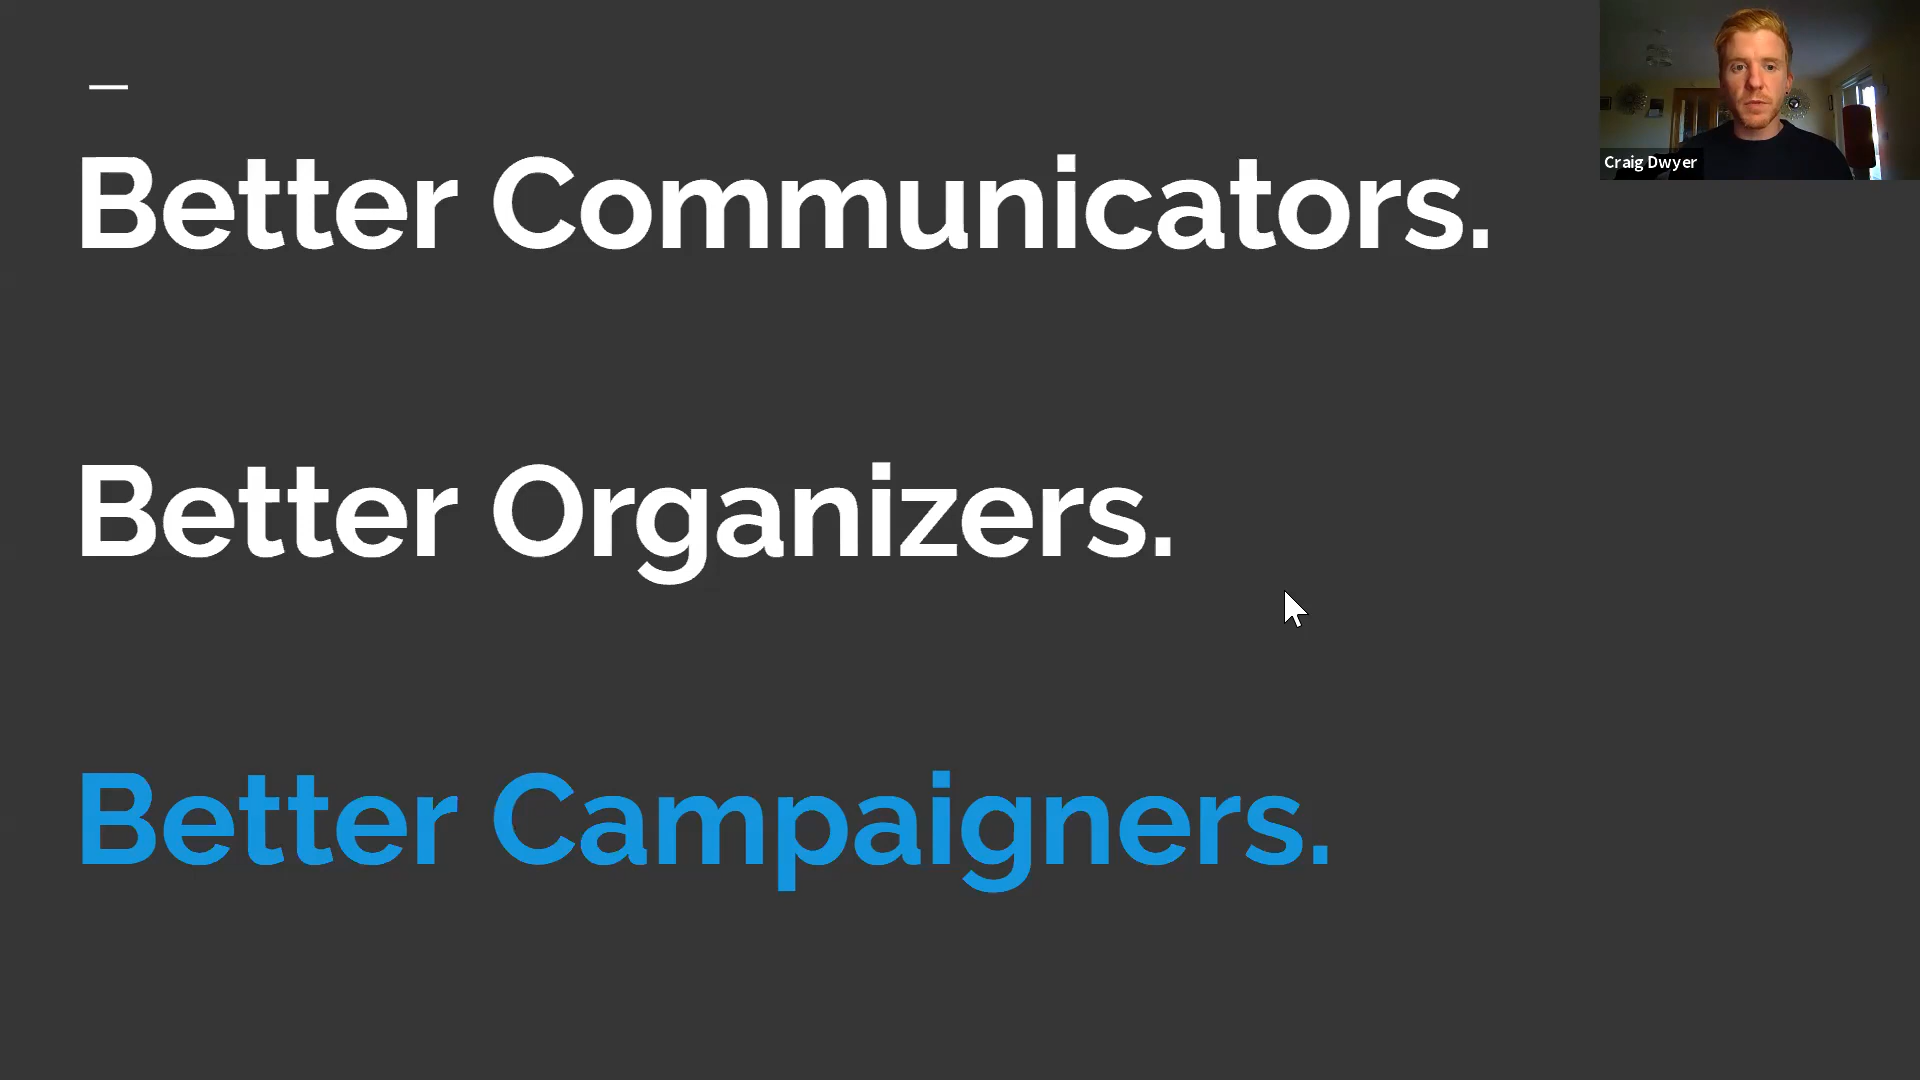 Better Communicators.
Craig Dwyer
Better Organizers.
Better Campaigners.